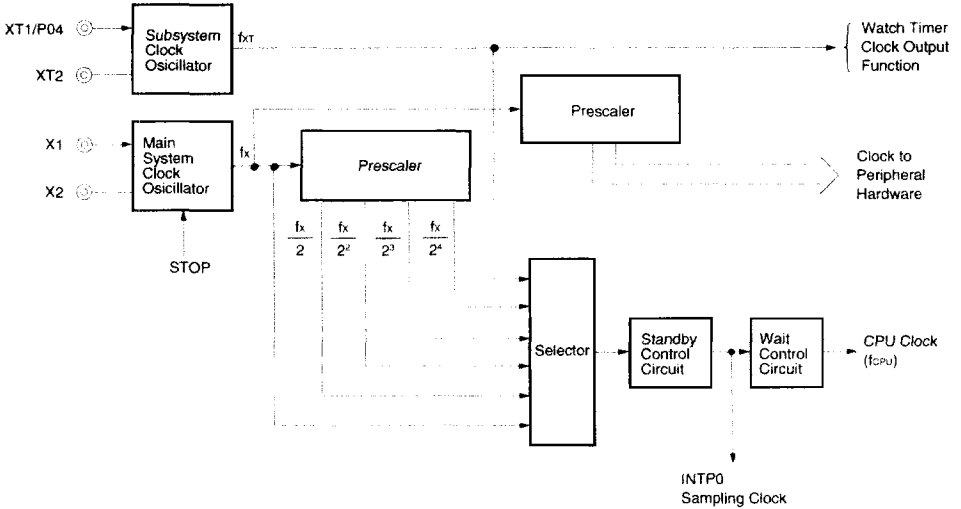 XT1/P04
XT2
Subsystem
Clock
Osicillator
fXT
Watch Timer
Clock Output
Function
Prescaler
X1
X2
Main
System
Clock
Osicillator
fX
Prescaler
Clock to
Peripheral
Hardware
STOP
fX/2
fX/2²
fX/2³
fX/2⁴
Selector
Standby
Control
Circuit
Wait
Control
Circuit
CPU Clock
(fCPU)
INTP0
Sampling Clock